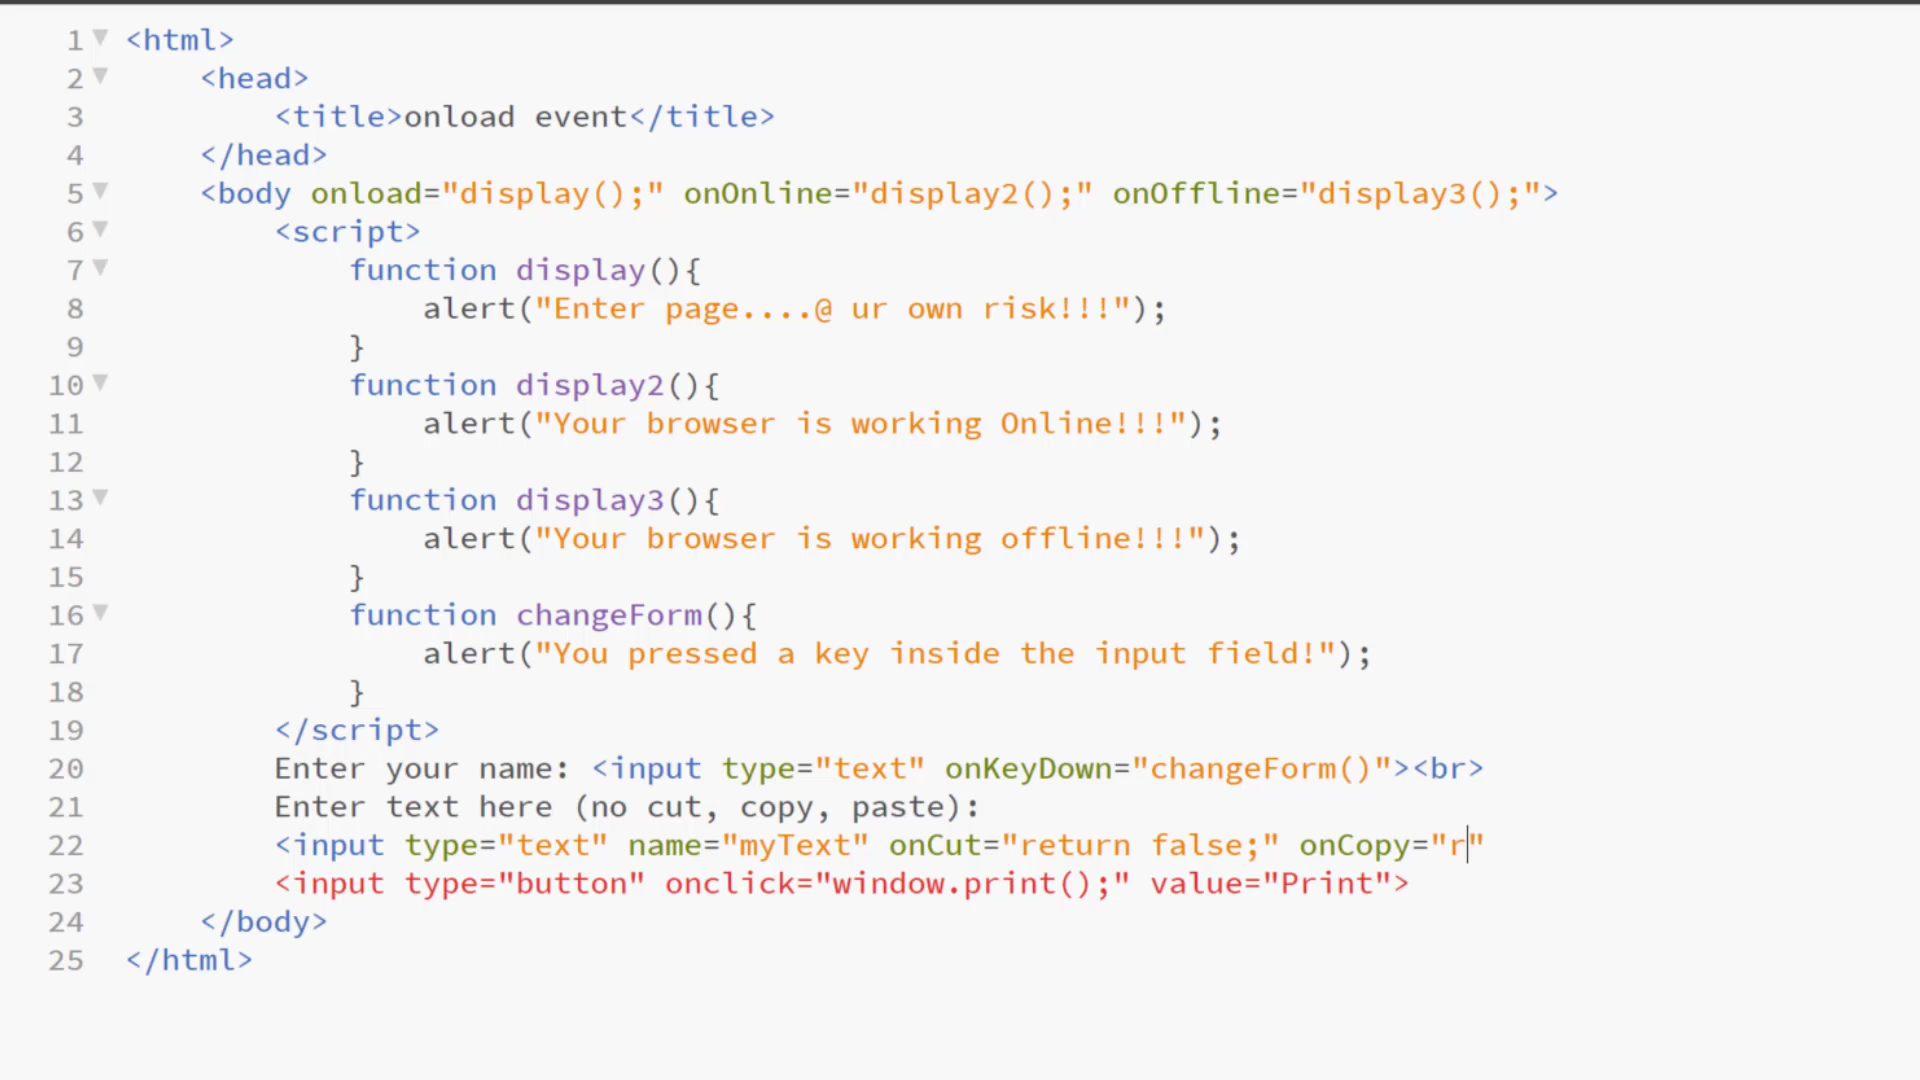 1 <html>
2 <head>
3 <title>onload event</title>
4 </head>
5 <body onload="display();" onOnline="display2();" onOffline="display3();">
6 <script>
7 function display(){
8 alert("Enter page....@ ur own risk!!!");
9 }
10 function display2(){
11 alert("Your browser is working Online!!!");
12 }
13 function display3(){
14 alert("Your browser is working offline!!!");
15 }
16 function changeForm(){
17 alert("You pressed a key inside the input field!");
18 }
19 </script>
20 Enter your name: <input type="text" onKeyDown="changeForm()"><br>
21 Enter text here (no cut, copy, paste):
22 <input type="text" name="myText" onCut="return false;" onCopy="r"
23 <input type="button" onclick="window.print();" value="Print">
24 </body>
25 </html>